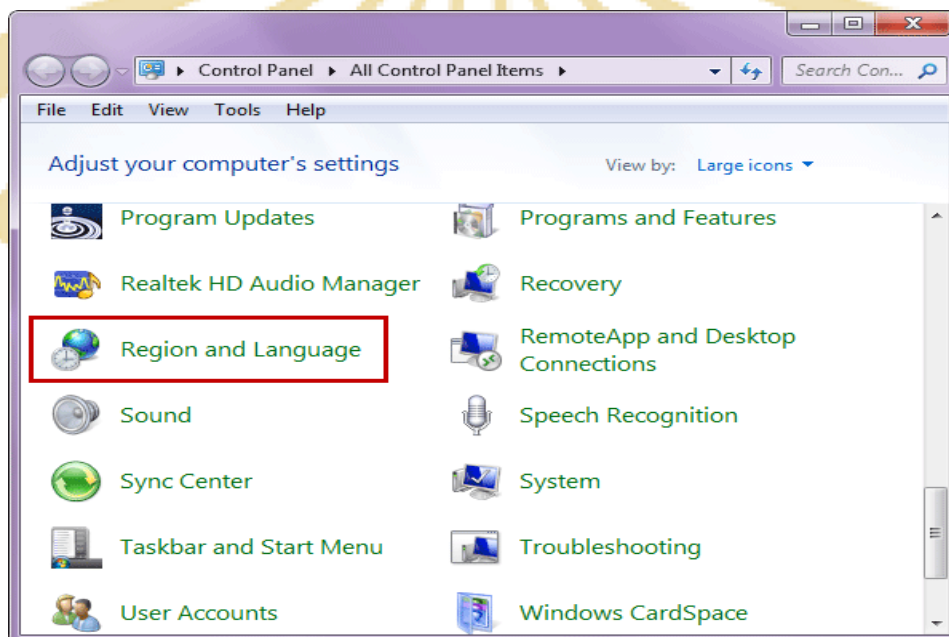 Control Panel All Control Panel Items Search Con...
File Edit View Tools Help
Adjust your computer's settings View by: Large icons
Program Updates Programs and Features
Realtek HD Audio Manager Recovery
Region and Language RemoteApp and Desktop
Connections
Sound Speech Recognition
Sync Center System
Taskbar and Start Menu Troubleshooting
User Accounts Windows CardSpace